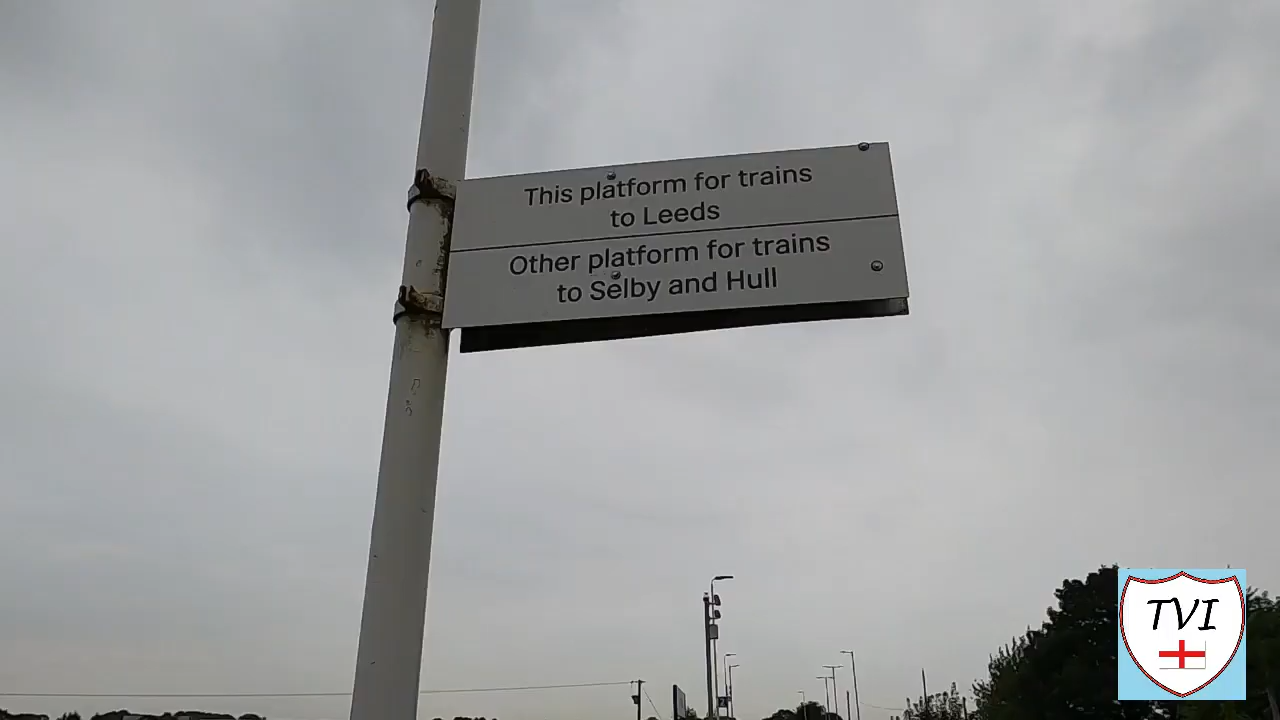 This platform for trains
to Leeds
Other platform for trains
to Selby and Hull
TVI